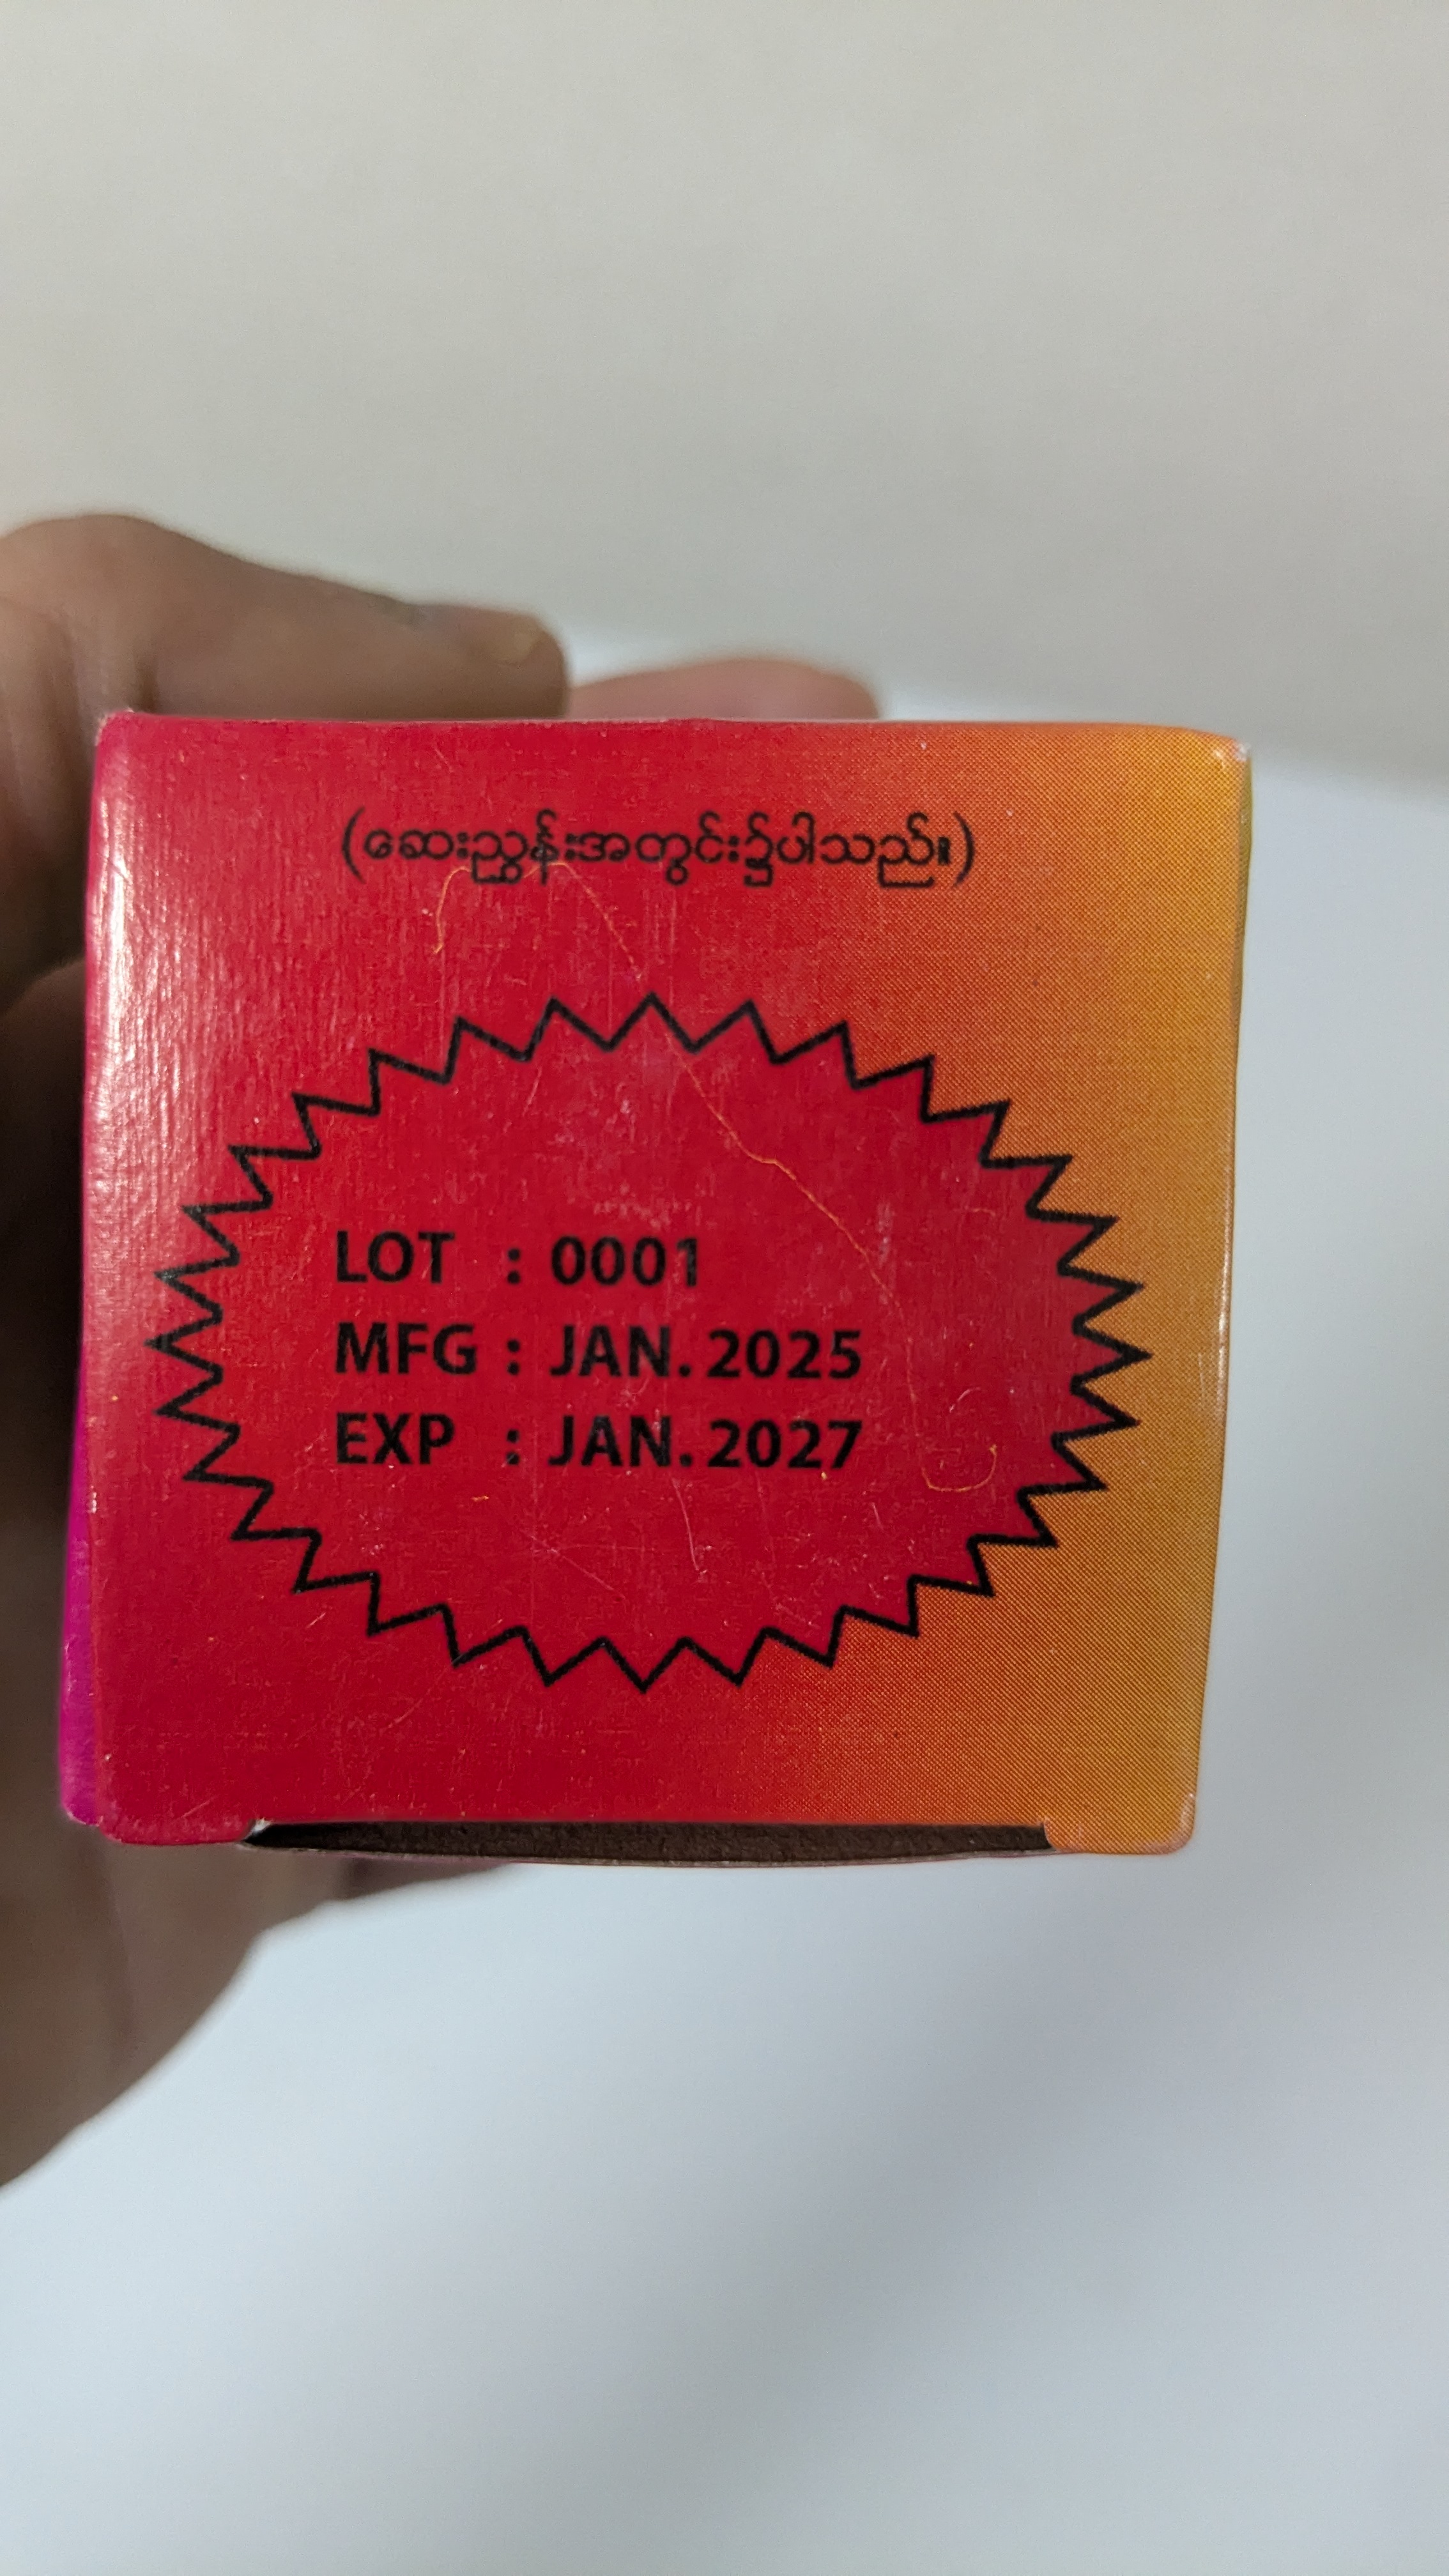 (ဆေးညွှန်းအတွင်း၌ပါသည်။)
LOT : 0001
MFG : JAN. 2025
EXP : JAN. 2027